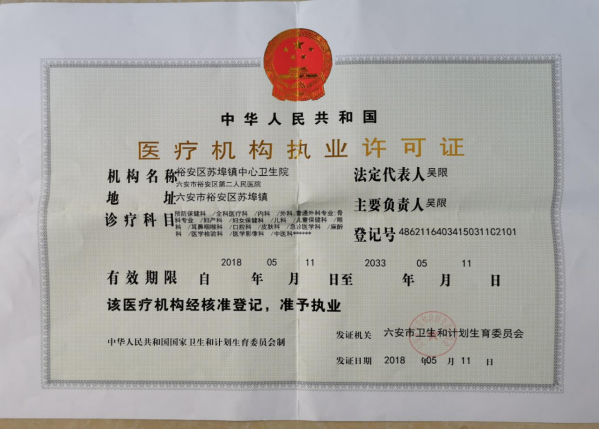 中华人民共和国
医疗机构执业许可证
机构名称 裕安区苏埠镇中心卫生院
六安市裕安区第二人民医院
法定代表人 吴限
地址 六安市裕安区苏埠镇
主要负责人 吴限
诊疗科目 预防保健科 /全科医疗科 /内科 /外科;普通外科专业;骨
科专业 /妇产科 /妇女保健科 /儿科 /儿童保健科 /眼
科 /耳鼻咽喉科 /口腔科 /皮肤科 /急诊医学科 /麻醉
科 /医学检验科 /医学影像科 /中医科******
登记号 48621164034150311C2101
有效期限 自 2018 年 05 月 11 日至 2033 年 05 月 11 日
该医疗机构经核准登记，准予执业
中华人民共和国国家卫生和计划生育委员会制
发证机关 六安市卫生和计划生育委员会
发证日期 2018 年 05 月 11 日